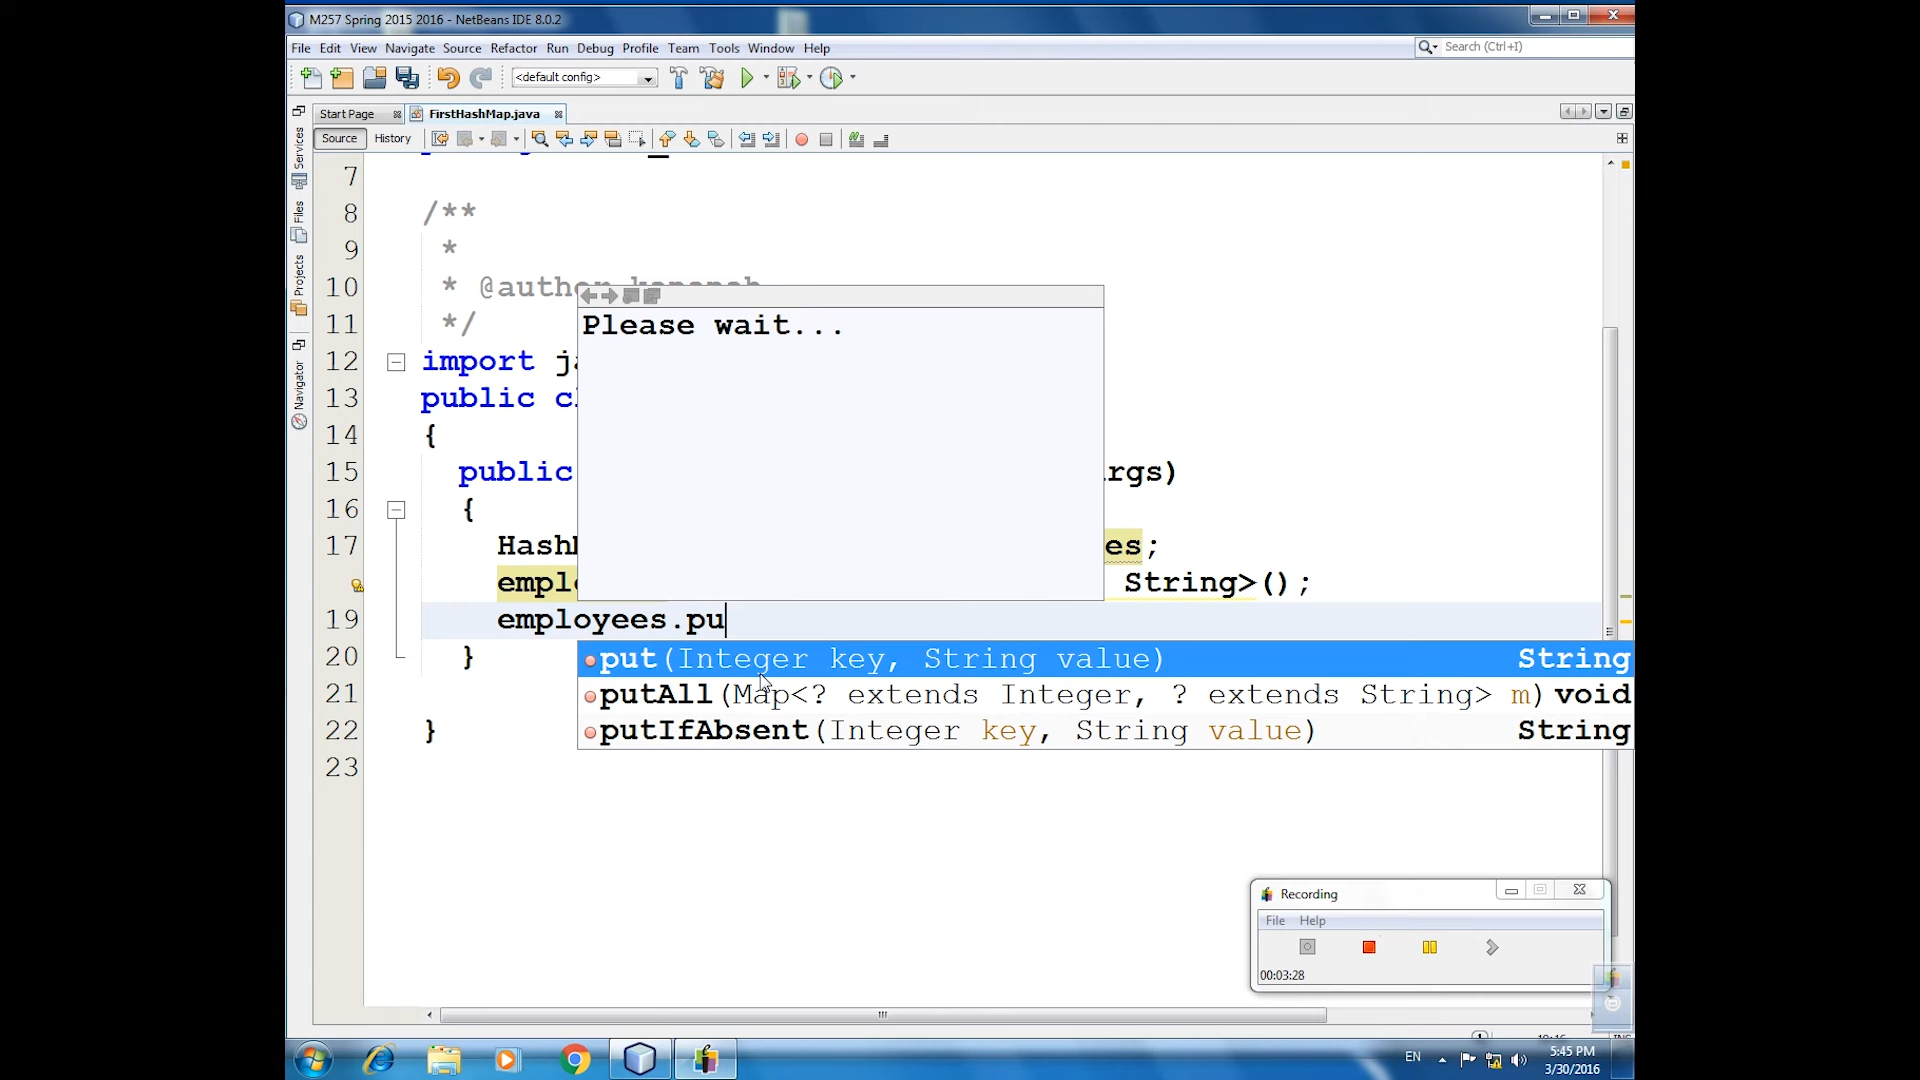 M257 Spring 2015 2016 - NetBeans IDE 8.0.2
File Edit View Navigate Source Refactor Run Debug Profile Team Tools Window Help
Search (Ctrl+I)
<default config>
Start Page
FirstHashMap.java
Source
History
Services
Files
Projects
Navigator
7
8 /**
9 *
10 * @author
11 */
12 import
13 public
14 {
15 public rgs)
16 {
17 Hash es;
empl String>();
19 employees.pu
20 }
21
22 }
23
Please wait...
put(Integer key, String value) String
putAll(Map<? extends Integer, ? extends String> m) void
putIfAbsent(Integer key, String value) String
Recording
File Help
00:03:28
EN
5:45 PM
3/30/2016